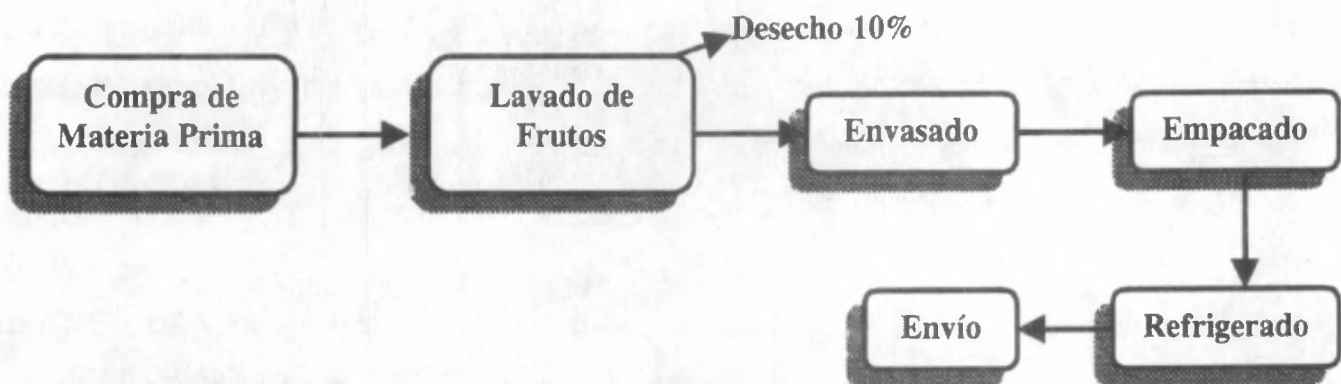 Desecho 10%
Compra de
Materia Prima
Lavado de
Frutos
Envasado
Empacado
Refrigerado
Envío